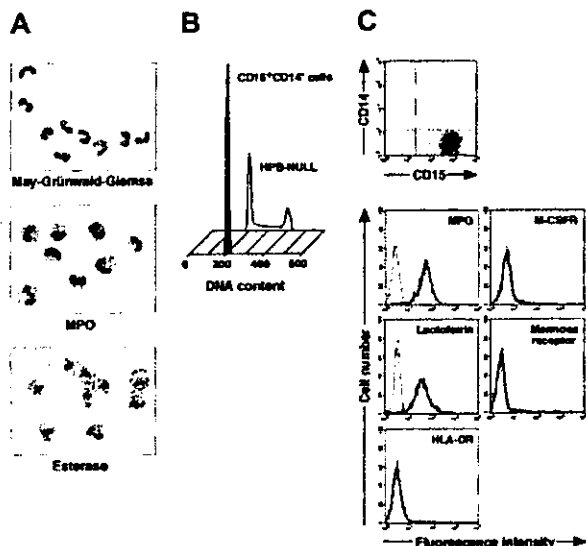 A
B
C
May-Grünwald-Giemsa
MPO
Esterase
CD15⁺CD14⁻ cells
HPB-NULL
0 200 400 600
DNA content
CD14
CD15
MPO
M-CSFR
Lactoferrin
Mannose
receptor
HLA-DR
Cell number
Fluorescence intensity